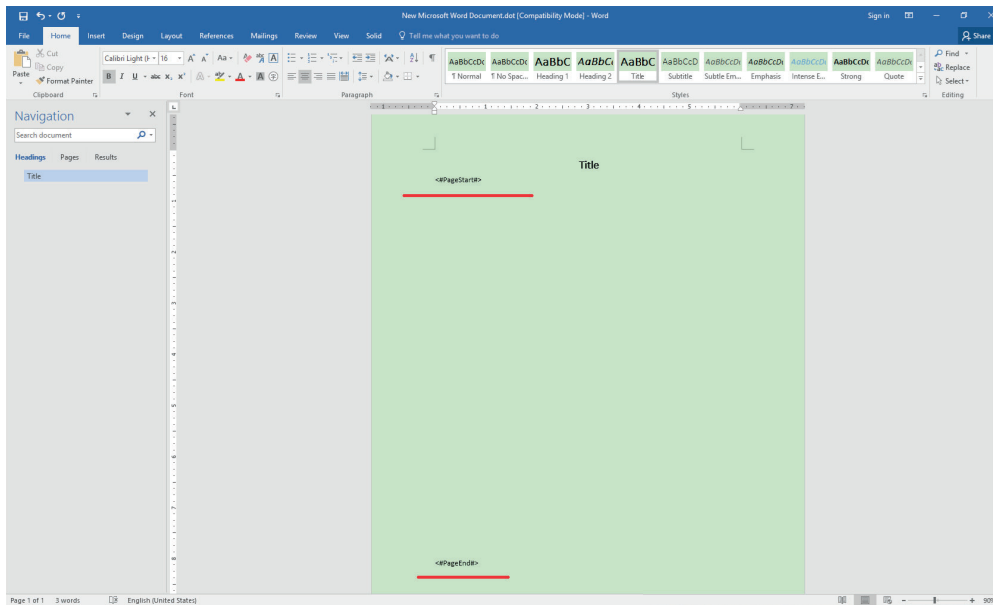 New Microsoft Word Document.dot [Compatibility Mode] - Word
Sign in
File Home Insert Design Layout References Mailings Review View Solid Tell me what you want to do
Share
Paste
Cut
Copy
Format Painter
Clipboard
Calibri Light (H 16
Font
Paragraph
AaBbCcDc AaBbCcDc AaBbC AaBbCc AaBbC AaBbCcD AaBbCcDc AaBbCcDc AaBbCcDc AaBbCcDc AaBbCcDc
¶ Normal ¶ No Spac... Heading 1 Heading 2 Title Subtitle Subtle Em... Emphasis Intense E... Strong Quote
Styles
Find
Replace
Select
Editing
Navigation
Search document
Headings Pages Results
Title
Title
<#PageStart#>
<#PageEnd#>
Page 1 of 1 3 words English (United States)
90%